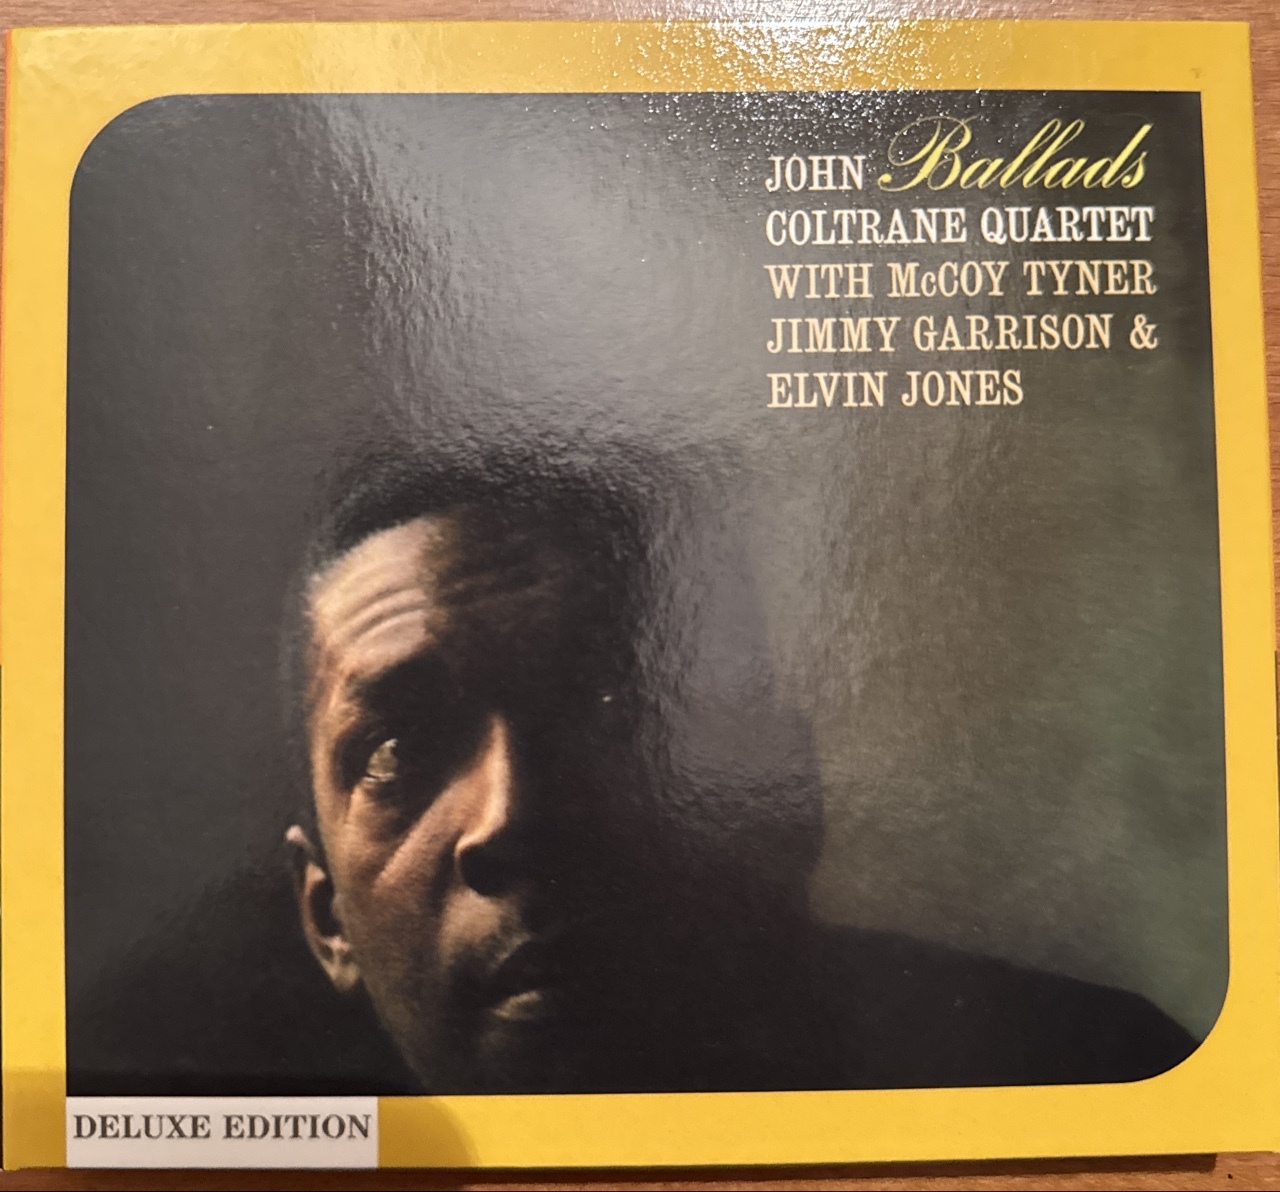 JOHN Ballads
COLTRANE QUARTET
WITH McCOY TYNER
JIMMY GARRISON &
ELVIN JONES
DELUXE EDITION